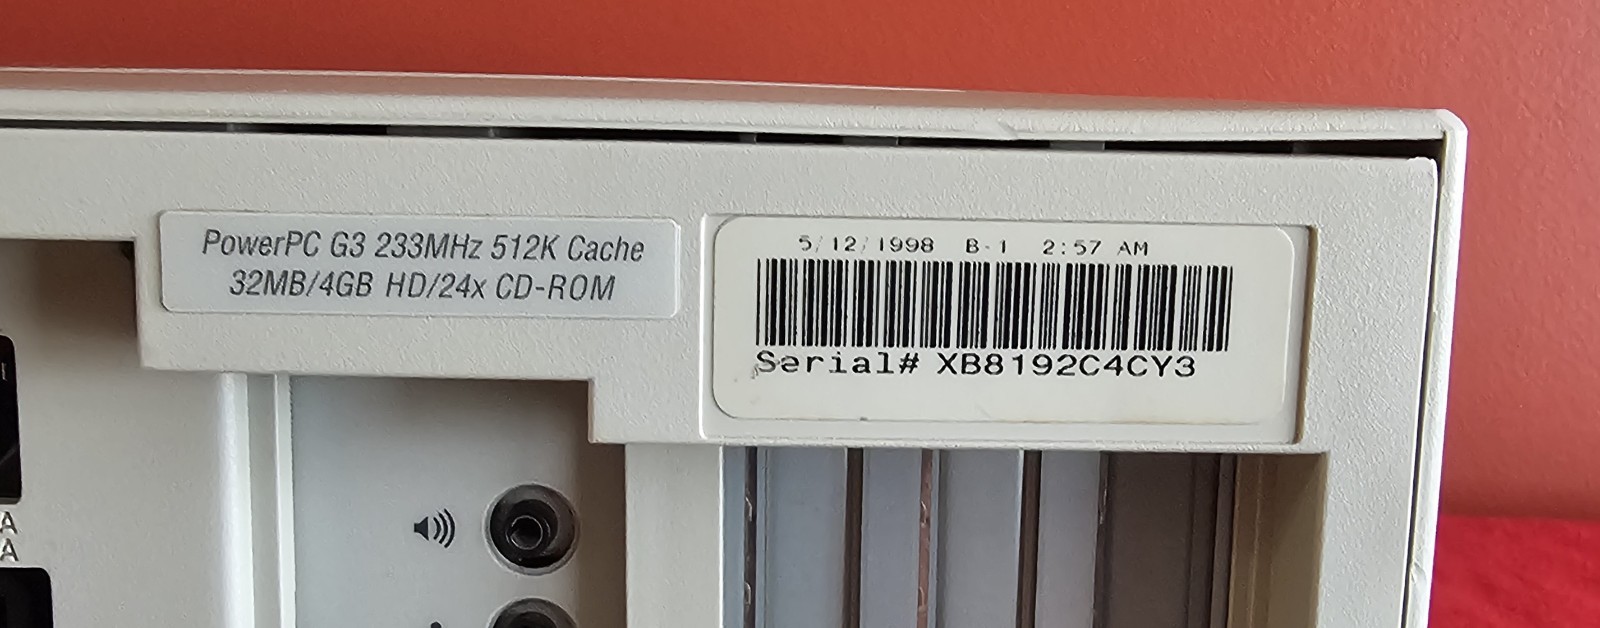 PowerPC G3 233MHz 512K Cache
32MB/4GB HD/24x CD-ROM
5/12/1998 B-1 2:57 AM
Serial# XB8192C4CY3
A
A